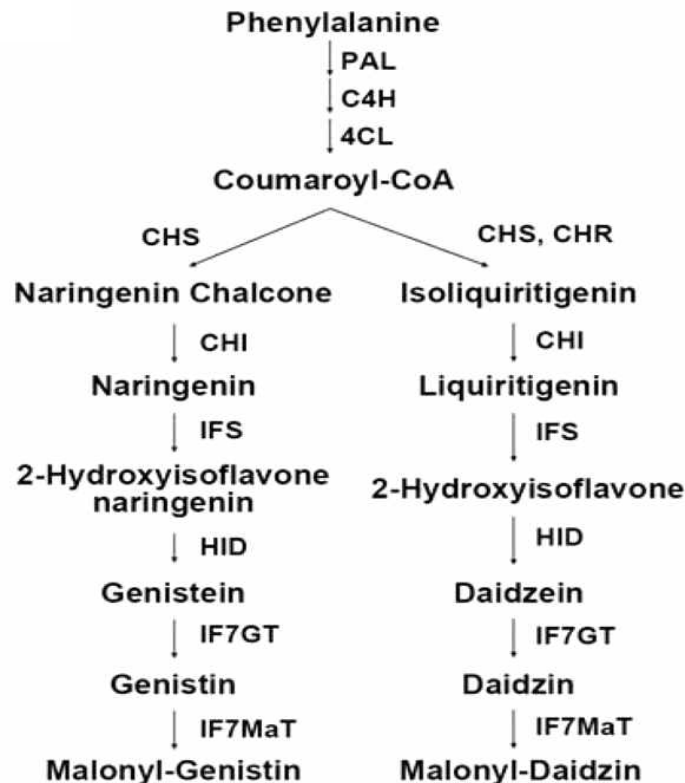 Phenylalanine
PAL
C4H
4CL
Coumaroyl-CoA
CHS
CHS, CHR
Naringenin Chalcone
Isoliquiritigenin
CHI
CHI
Naringenin
Liquiritigenin
IFS
IFS
2-Hydroxyisoflavone
naringenin
2-Hydroxyisoflavone
HID
HID
Genistein
Daidzein
IF7GT
IF7GT
Genistin
Daidzin
IF7MaT
IF7MaT
Malonyl-Genistin
Malonyl-Daidzin